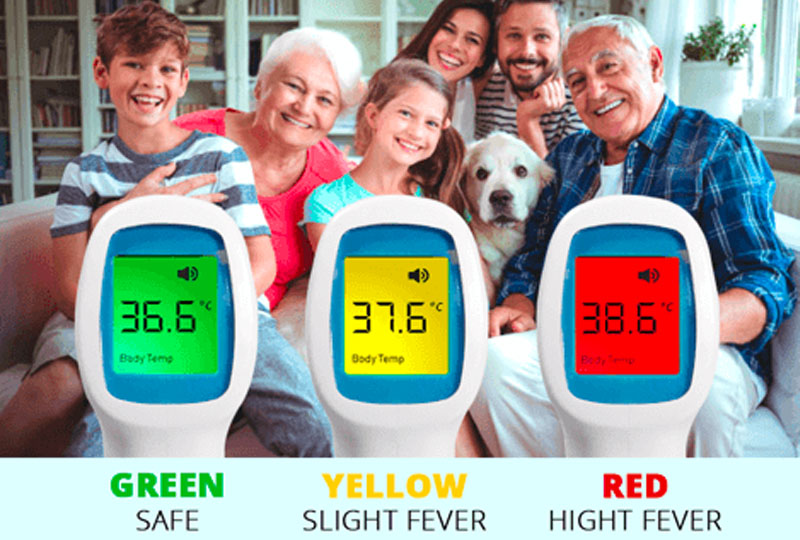 36.6 °C
Body Temp
37.6 °C
Body Temp
38.6 °C
Body Temp
GREEN
SAFE
YELLOW
SLIGHT FEVER
RED
HIGHT FEVER